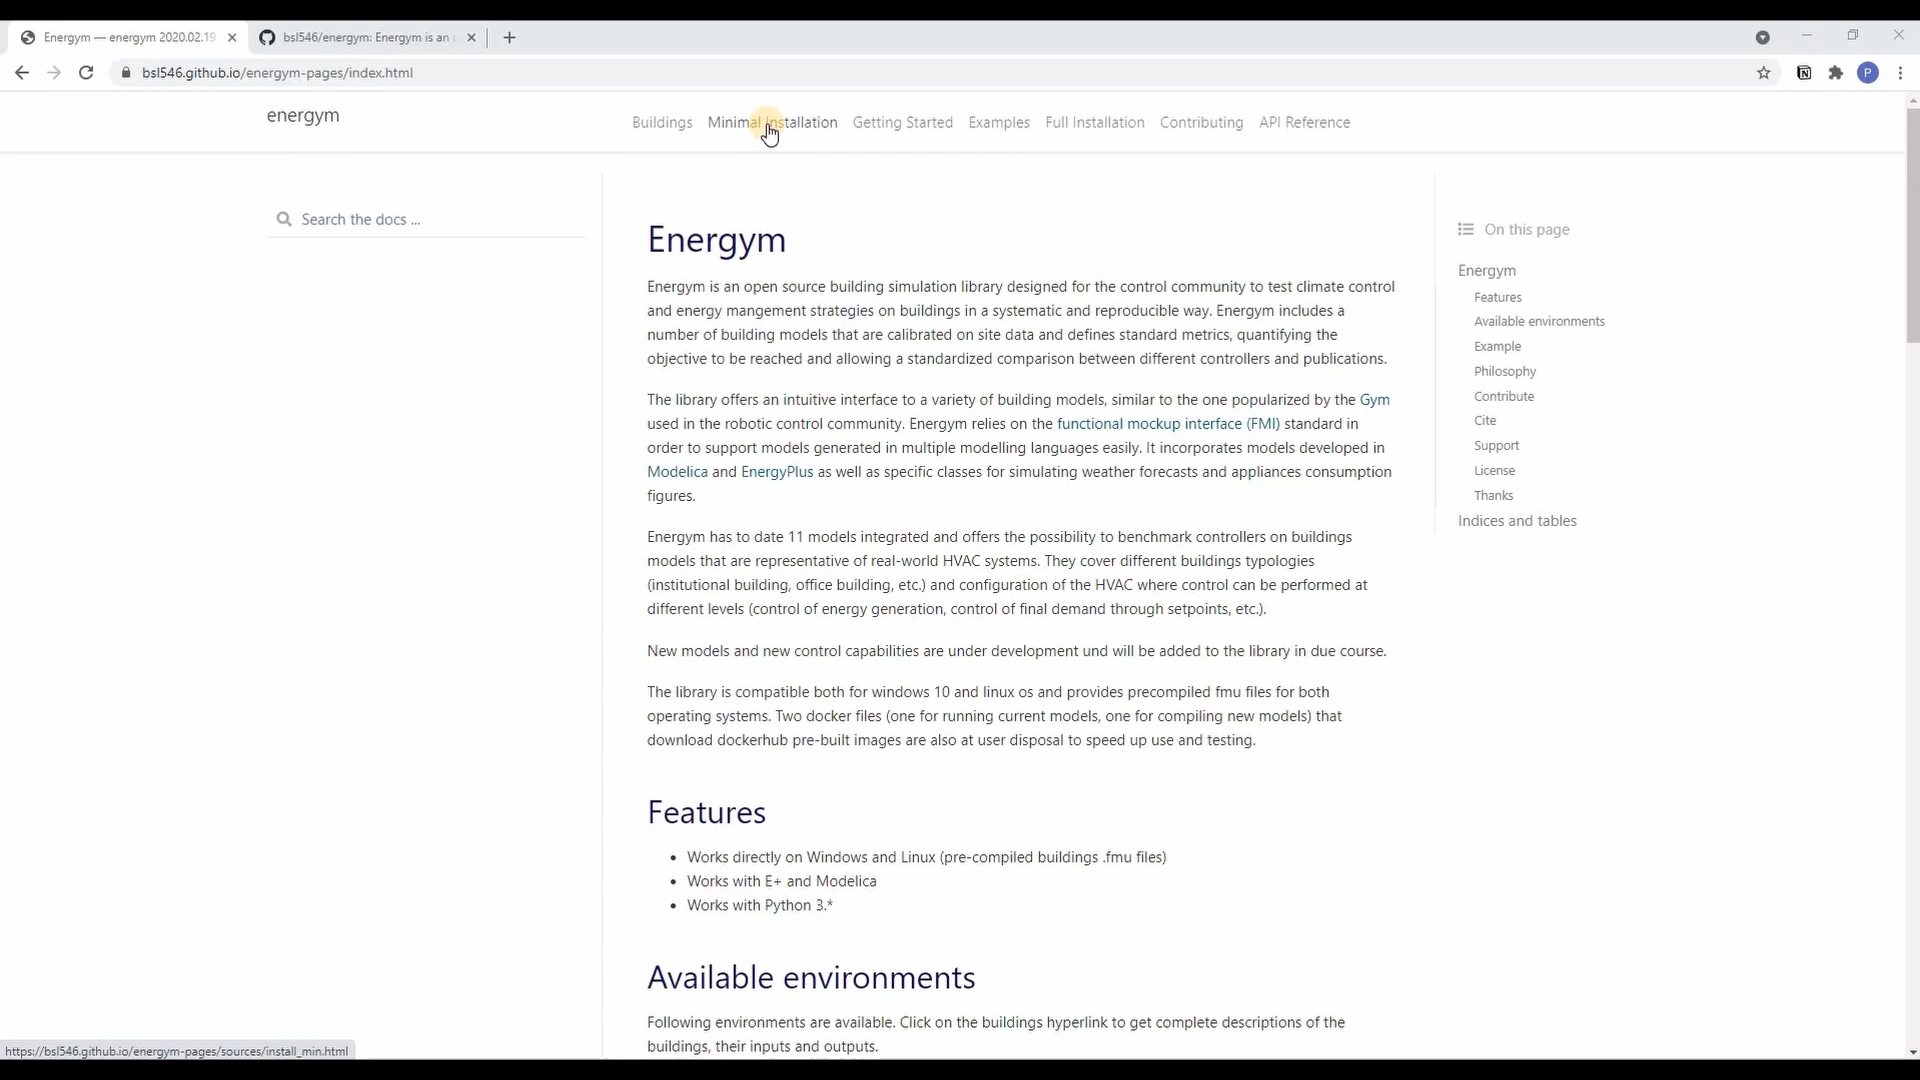 Energym — energym 2020.02.19
bsl546/energym: Energym is an
bsl546.github.io/energym-pages/index.html
P
energym
Buildings Minimal Installation Getting Started Examples Full Installation Contributing API Reference
Search the docs ...
Energym
Energym is an open source building simulation library designed for the control community to test climate control
and energy mangement strategies on buildings in a systematic and reproducible way. Energym includes a
number of building models that are calibrated on site data and defines standard metrics, quantifying the
objective to be reached and allowing a standardized comparison between different controllers and publications.
The library offers an intuitive interface to a variety of building models, similar to the one popularized by the Gym
used in the robotic control community. Energym relies on the functional mockup interface (FMI) standard in
order to support models generated in multiple modelling languages easily. It incorporates models developed in
Modelica and EnergyPlus as well as specific classes for simulating weather forecasts and appliances consumption
figures.
Energym has to date 11 models integrated and offers the possibility to benchmark controllers on buildings
models that are representative of real-world HVAC systems. They cover different buildings typologies
(institutional building, office building, etc.) and configuration of the HVAC where control can be performed at
different levels (control of energy generation, control of final demand through setpoints, etc.).
New models and new control capabilities are under development und will be added to the library in due course.
The library is compatible both for windows 10 and linux os and provides precompiled fmu files for both
operating systems. Two docker files (one for running current models, one for compiling new models) that
download dockerhub pre-built images are also at user disposal to speed up use and testing.
Features
• Works directly on Windows and Linux (pre-compiled buildings .fmu files)
• Works with E+ and Modelica
• Works with Python 3.*
Available environments
Following environments are available. Click on the buildings hyperlink to get complete descriptions of the
buildings, their inputs and outputs.
On this page
Energym
Features
Available environments
Example
Philosophy
Contribute
Cite
Support
License
Thanks
Indices and tables
https://bsl546.github.io/energym-pages/sources/install_min.html